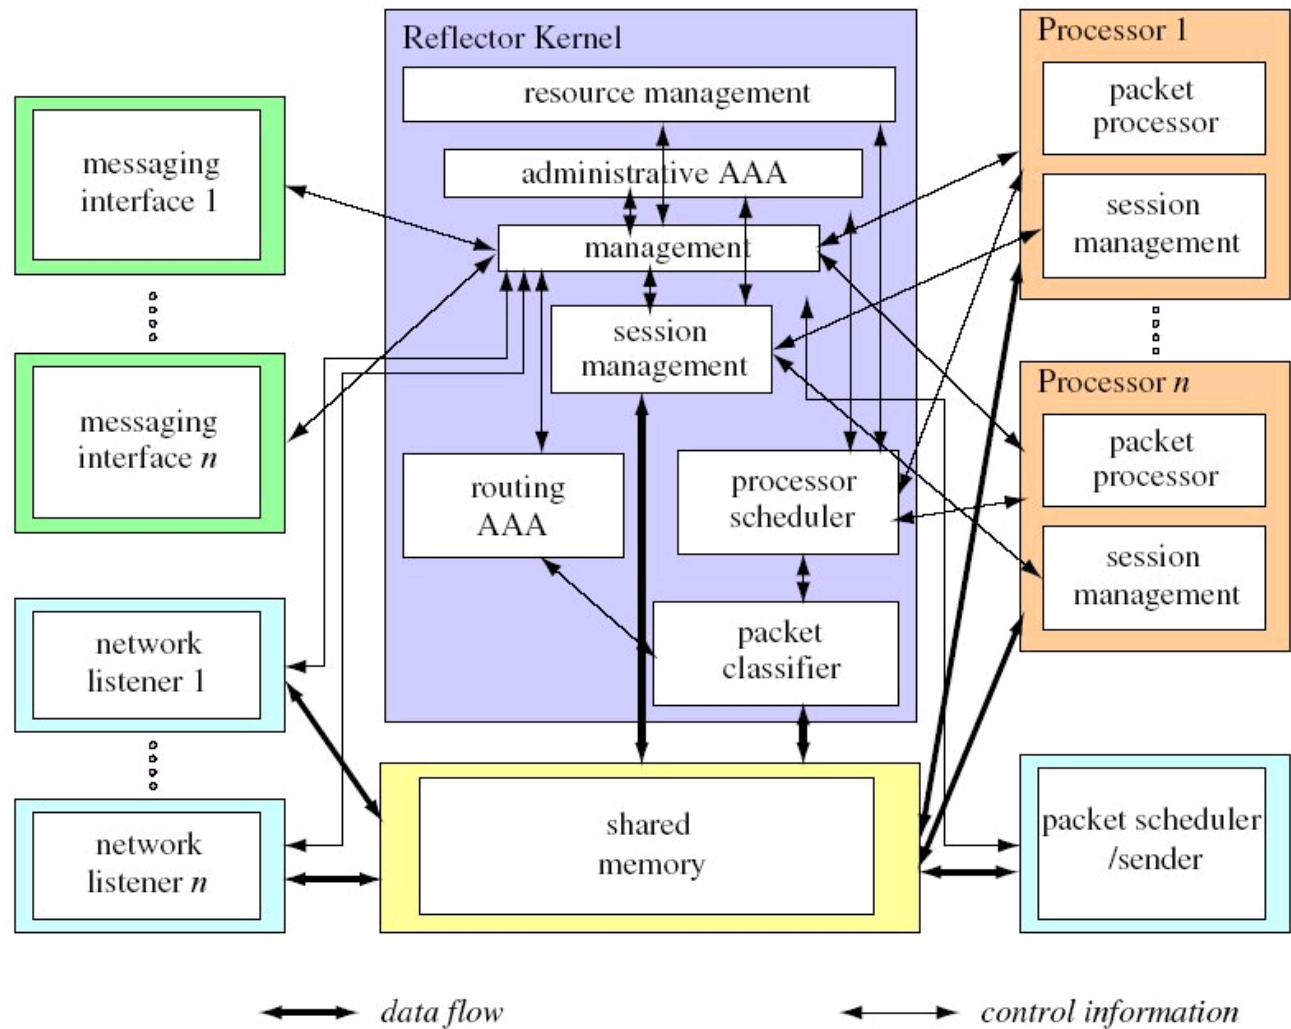 Reflector Kernel
resource management
administrative AAA
management
session
management
routing
AAA
processor
scheduler
packet
classifier
messaging
interface 1
messaging
interface n
network
listener 1
network
listener n
shared
memory
Processor 1
packet
processor
session
management
Processor n
packet
processor
session
management
packet scheduler
/sender
data flow
control information